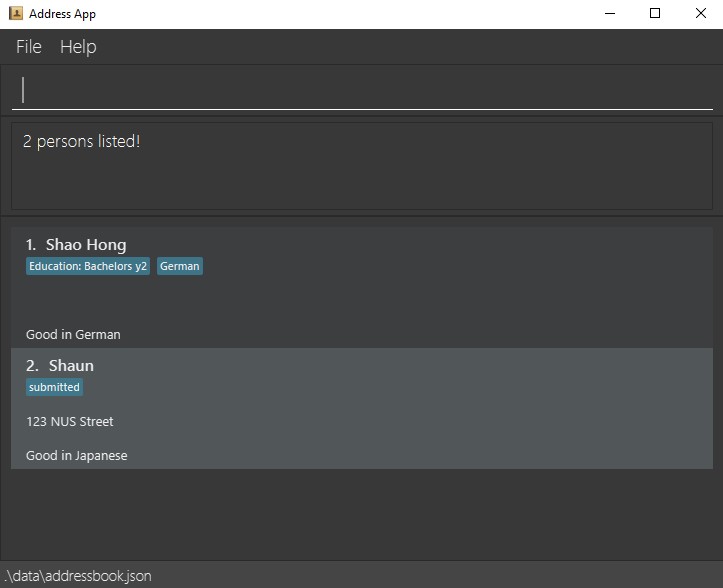 Address App
File Help
2 persons listed!
1. Shao Hong
Education: Bachelors y2 German
Good in German
2. Shaun
submitted
123 NUS Street
Good in Japanese
.\data\addressbook.json